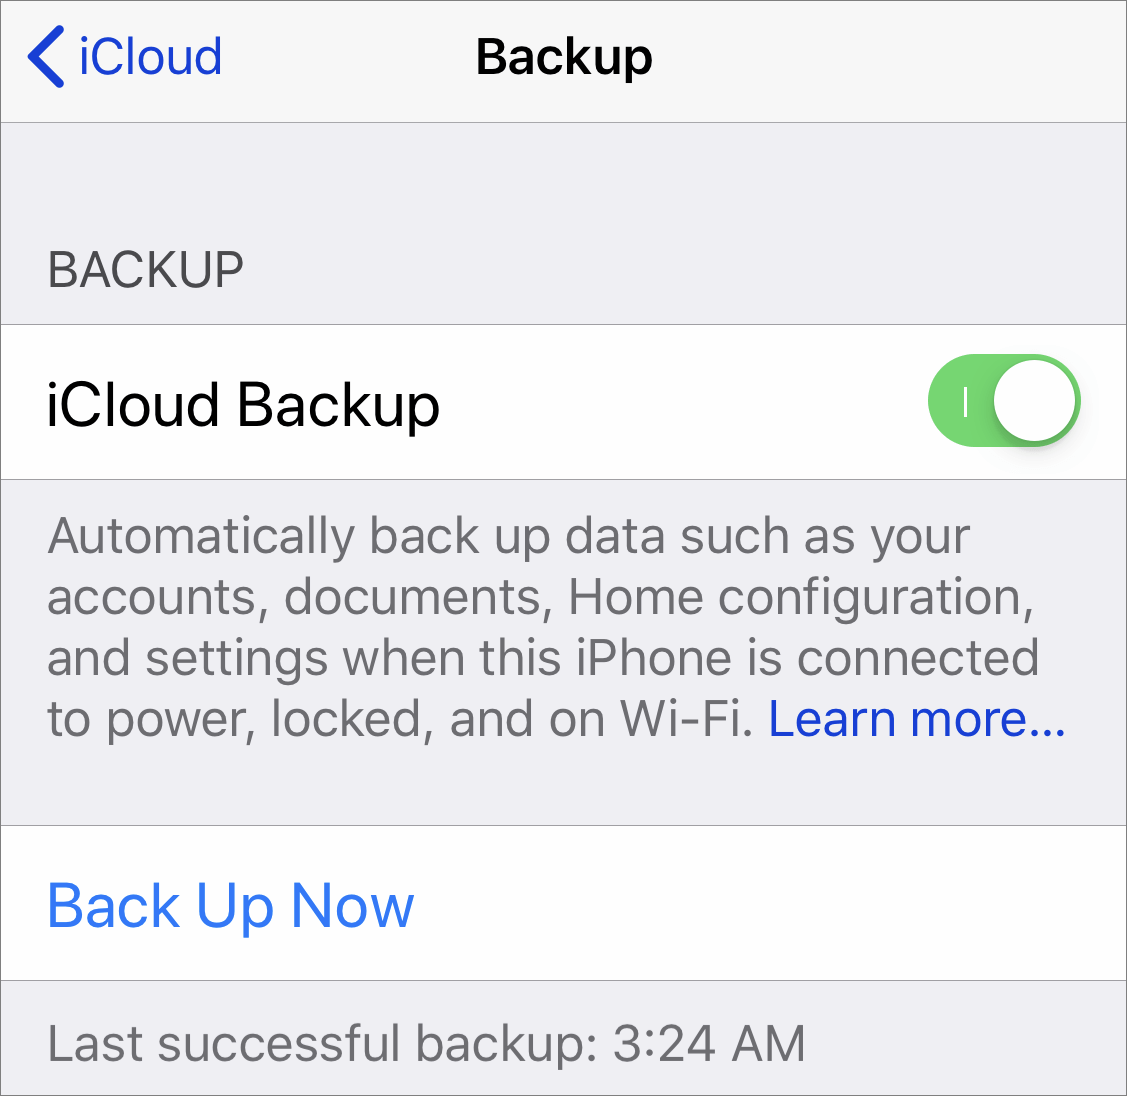 iCloud
Backup
BACKUP
iCloud Backup
Automatically back up data such as your
accounts, documents, Home configuration,
and settings when this iPhone is connected
to power, locked, and on Wi-Fi. Learn more...
Back Up Now
Last successful backup: 3:24 AM